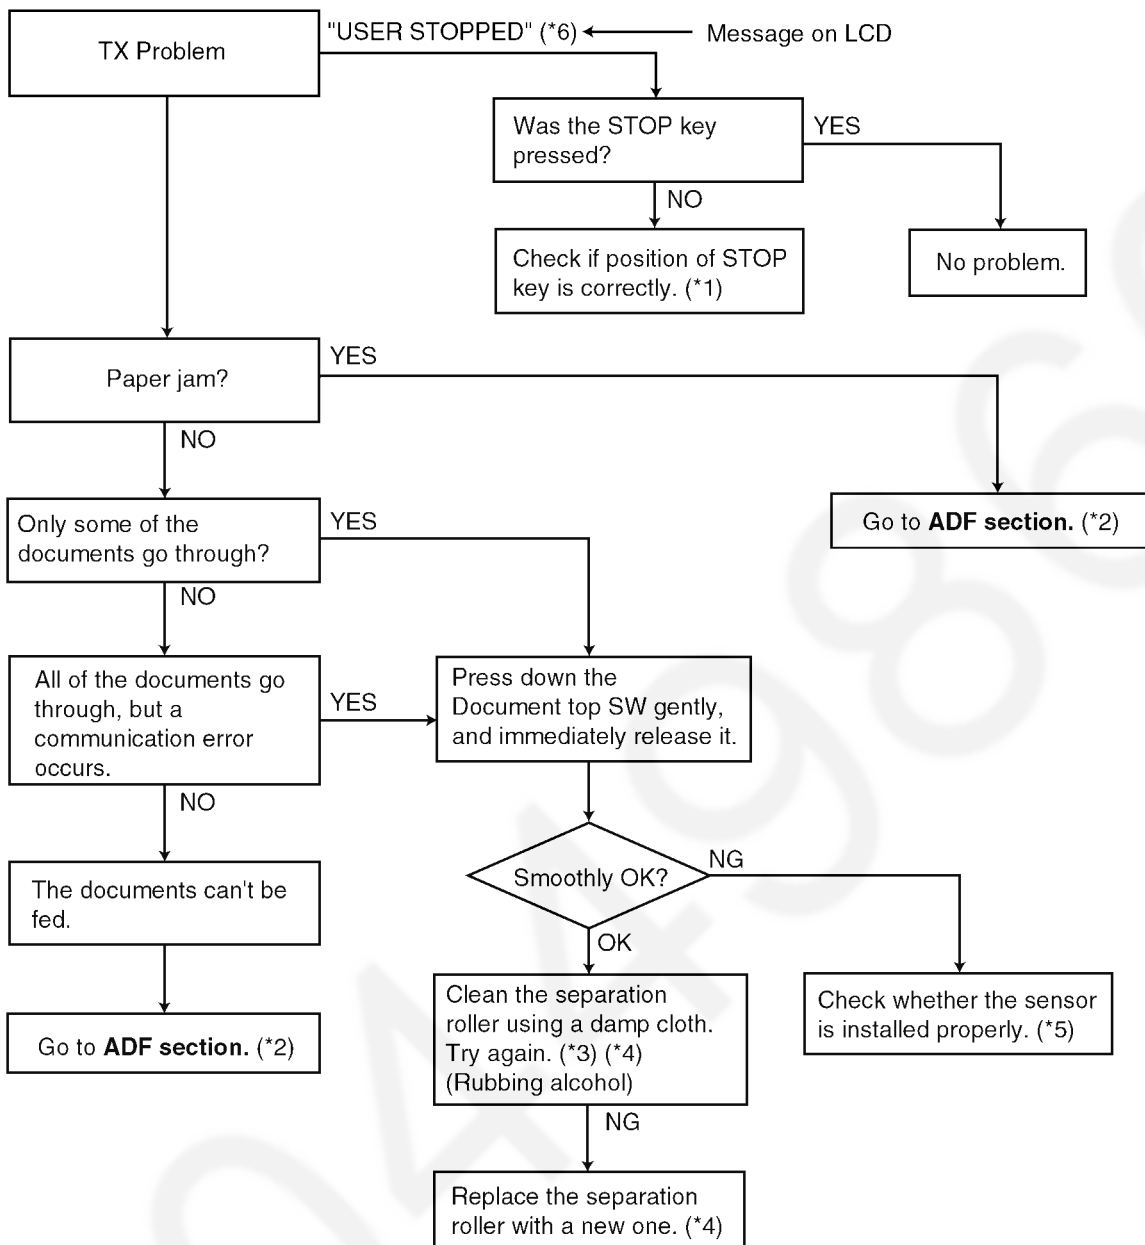 TX Problem
"USER STOPPED" (*6)
Message on LCD
Was the STOP key
pressed?
YES
NO
Check if position of STOP
key is correctly. (*1)
No problem.
Paper jam?
YES
NO
Go to ADF section. (*2)
Only some of the
documents go through?
YES
NO
All of the documents go
through, but a
communication error
occurs.
YES
NO
Press down the
Document top SW gently,
and immediately release it.
Smoothly OK?
NG
OK
The documents can't be
fed.
Go to ADF section. (*2)
Clean the separation
roller using a damp cloth.
Try again. (*3) (*4)
(Rubbing alcohol)
Check whether the sensor
is installed properly. (*5)
NG
Replace the separation
roller with a new one. (*4)